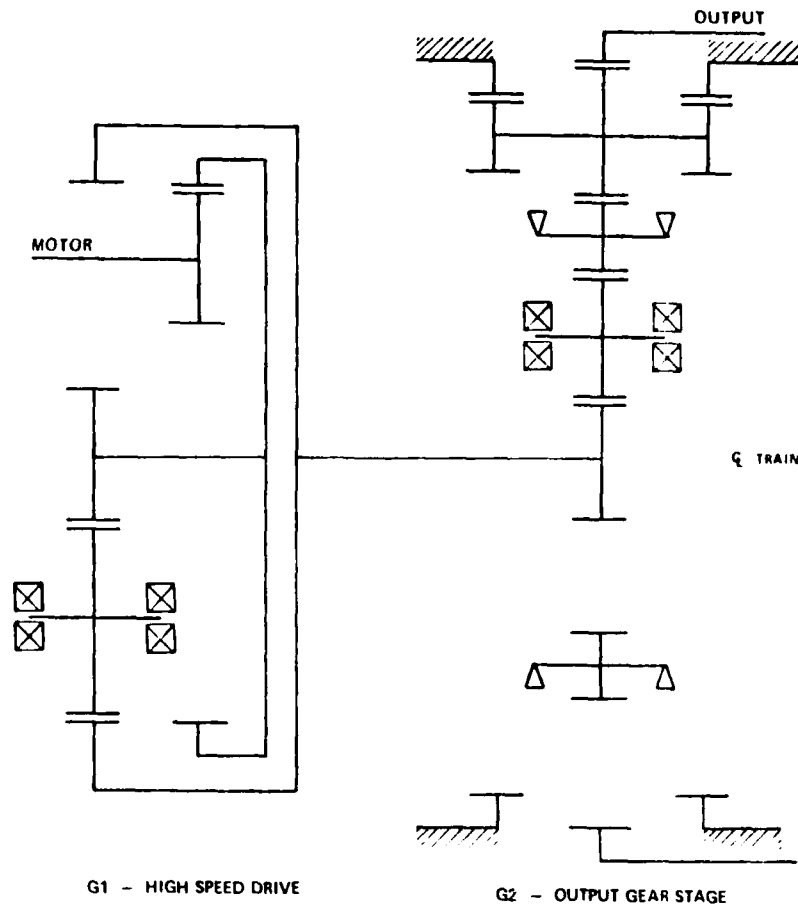 OUTPUT
MOTOR
℄ TRAIN
G1 – HIGH SPEED DRIVE
G2 – OUTPUT GEAR STAGE